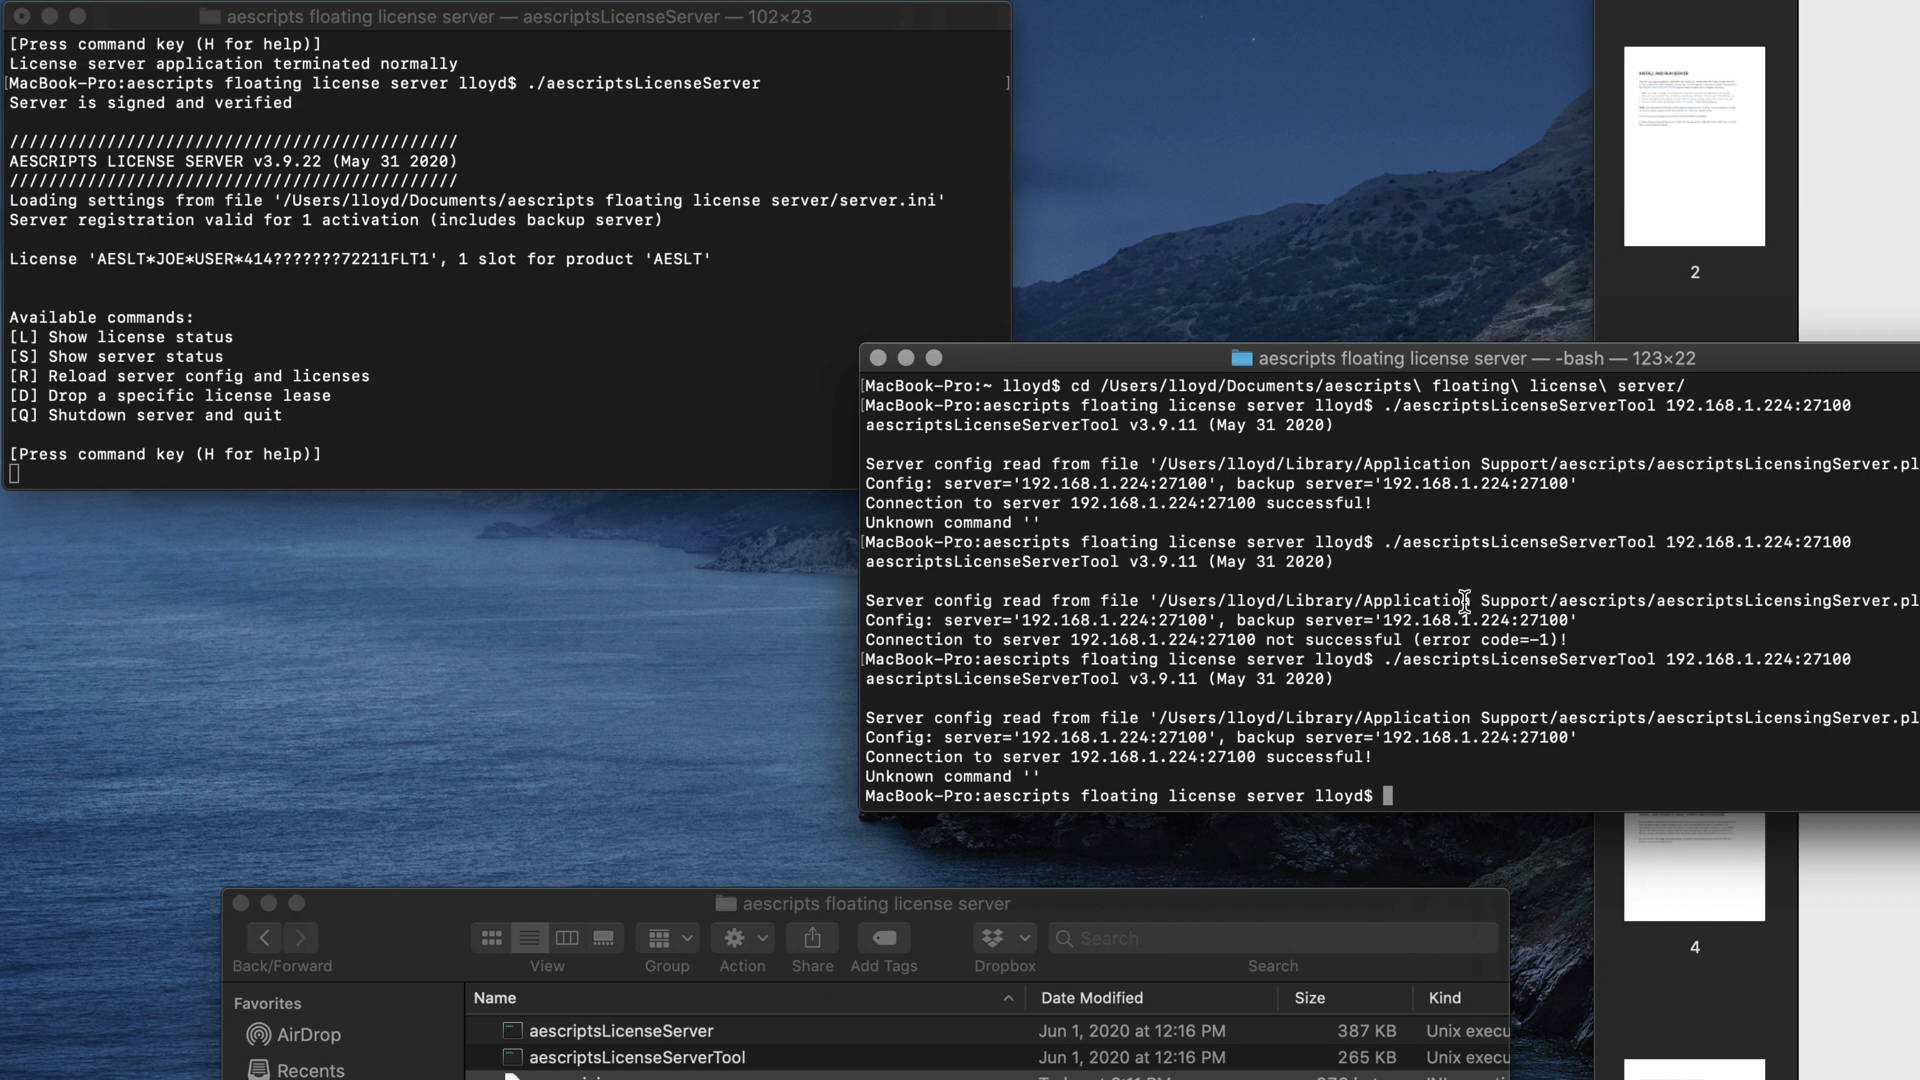 aescripts floating license server — aescriptsLicenseServer — 102×23
[Press command key (H for help)]
License server application terminated normally
[MacBook-Pro:aescripts floating license server lloyd$ ./aescriptsLicenseServer ]
Server is signed and verified
//////////////////////////////////////////////
AESCRIPTS LICENSE SERVER v3.9.22 (May 31 2020)
//////////////////////////////////////////////
Loading settings from file '/Users/lloyd/Documents/aescripts floating license server/server.ini'
Server registration valid for 1 activation (includes backup server)
License 'AESLT*JOE*USER*414???????72211FLT1', 1 slot for product 'AESLT'
Available commands:
[L] Show license status
[S] Show server status
[R] Reload server config and licenses
[D] Drop a specific license lease
[Q] Shutdown server and quit
[Press command key (H for help)]
INSTALL AND RUN SERVER
2
aescripts floating license server — -bash — 123×22
[MacBook-Pro:~ lloyd$ cd /Users/lloyd/Documents/aescripts\ floating\ license\ server/
[MacBook-Pro:aescripts floating license server lloyd$ ./aescriptsLicenseServerTool 192.168.1.224:27100
aescriptsLicenseServerTool v3.9.11 (May 31 2020)
Server config read from file '/Users/lloyd/Library/Application Support/aescripts/aescriptsLicensingServer.pl
Config: server='192.168.1.224:27100', backup server='192.168.1.224:27100'
Connection to server 192.168.1.224:27100 successful!
Unknown command ''
[MacBook-Pro:aescripts floating license server lloyd$ ./aescriptsLicenseServerTool 192.168.1.224:27100
aescriptsLicenseServerTool v3.9.11 (May 31 2020)
Server config read from file '/Users/lloyd/Library/Application Support/aescripts/aescriptsLicensingServer.pl
Config: server='192.168.1.224:27100', backup server='192.168.1.224:27100'
Connection to server 192.168.1.224:27100 not successful (error code=-1)!
[MacBook-Pro:aescripts floating license server lloyd$ ./aescriptsLicenseServerTool 192.168.1.224:27100
aescriptsLicenseServerTool v3.9.11 (May 31 2020)
Server config read from file '/Users/lloyd/Library/Application Support/aescripts/aescriptsLicensingServer.pl
Config: server='192.168.1.224:27100', backup server='192.168.1.224:27100'
Connection to server 192.168.1.224:27100 successful!
Unknown command ''
MacBook-Pro:aescripts floating license server lloyd$
4
aescripts floating license server
Search
Back/Forward View Group Action Share Add Tags Dropbox Search
Favorites
AirDrop
Recents
Name Date Modified Size Kind
aescriptsLicenseServer Jun 1, 2020 at 12:16 PM 387 KB Unix execu
aescriptsLicenseServerTool Jun 1, 2020 at 12:16 PM 265 KB Unix execu